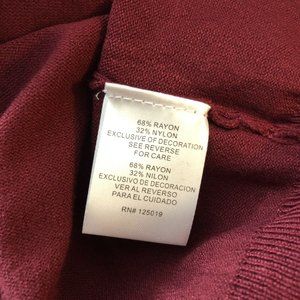 68% RAYON
32% NYLON
EXCLUSIVE OF DECORATION
SEE REVERSE
FOR CARE
68% RAYON
32% NILON
EXCLUSIVO DE DECORACION
VER AL REVERSO
PARA EL CUIDADO
RN# 125019